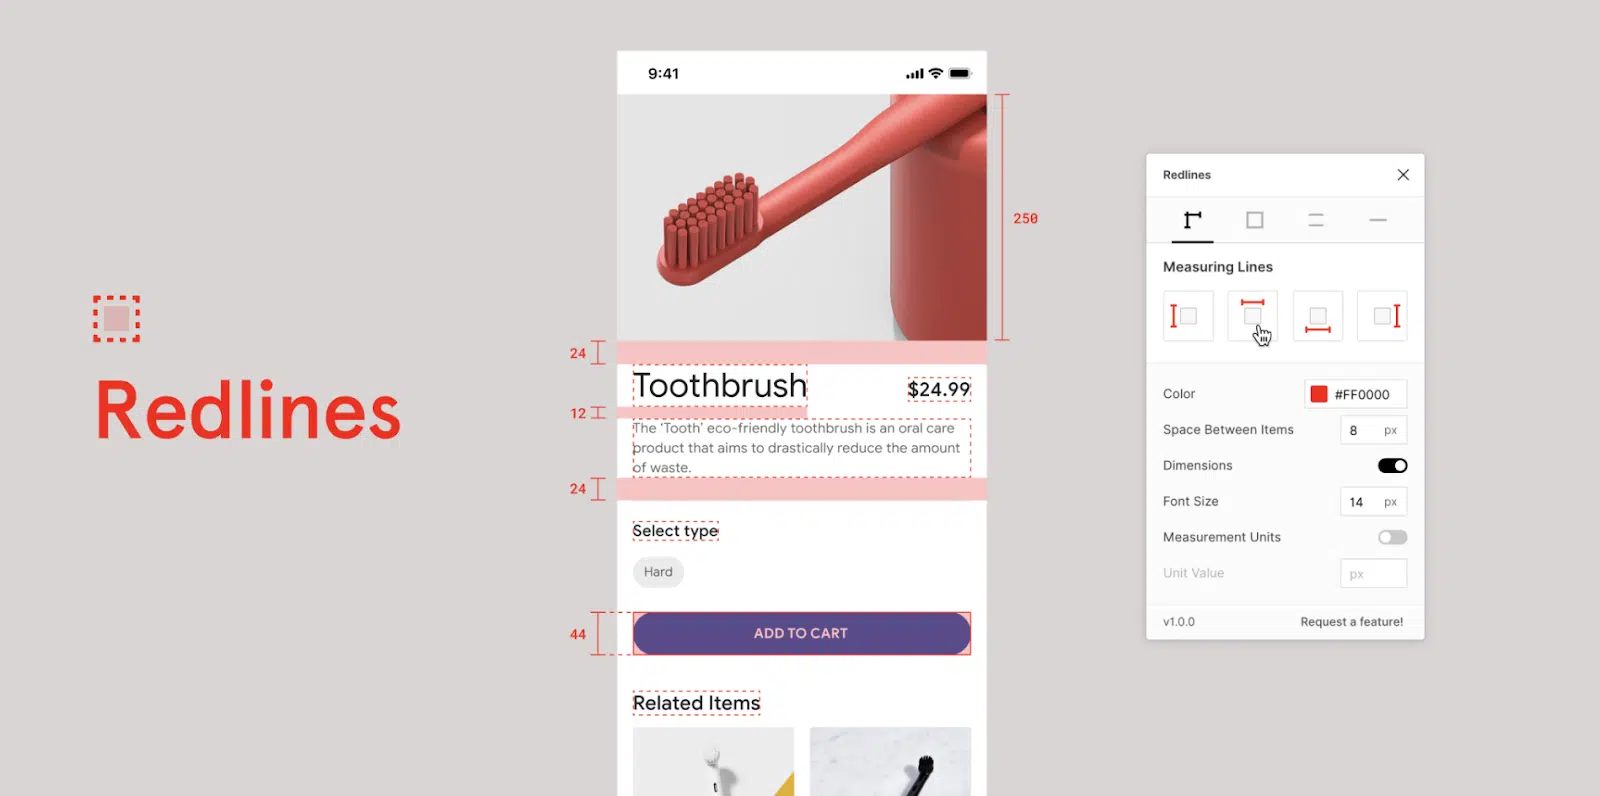 Redlines
9:41
250
24
Toothbrush
$24.99
12
The ‘Tooth’ eco-friendly toothbrush is an oral care
product that aims to drastically reduce the amount
of waste.
24
Select type
Hard
44
ADD TO CART
Related Items
Redlines
Measuring Lines
Color
#FF0000
Space Between Items
8 px
Dimensions
Font Size
14 px
Measurement Units
Unit Value
px
v1.0.0
Request a feature!